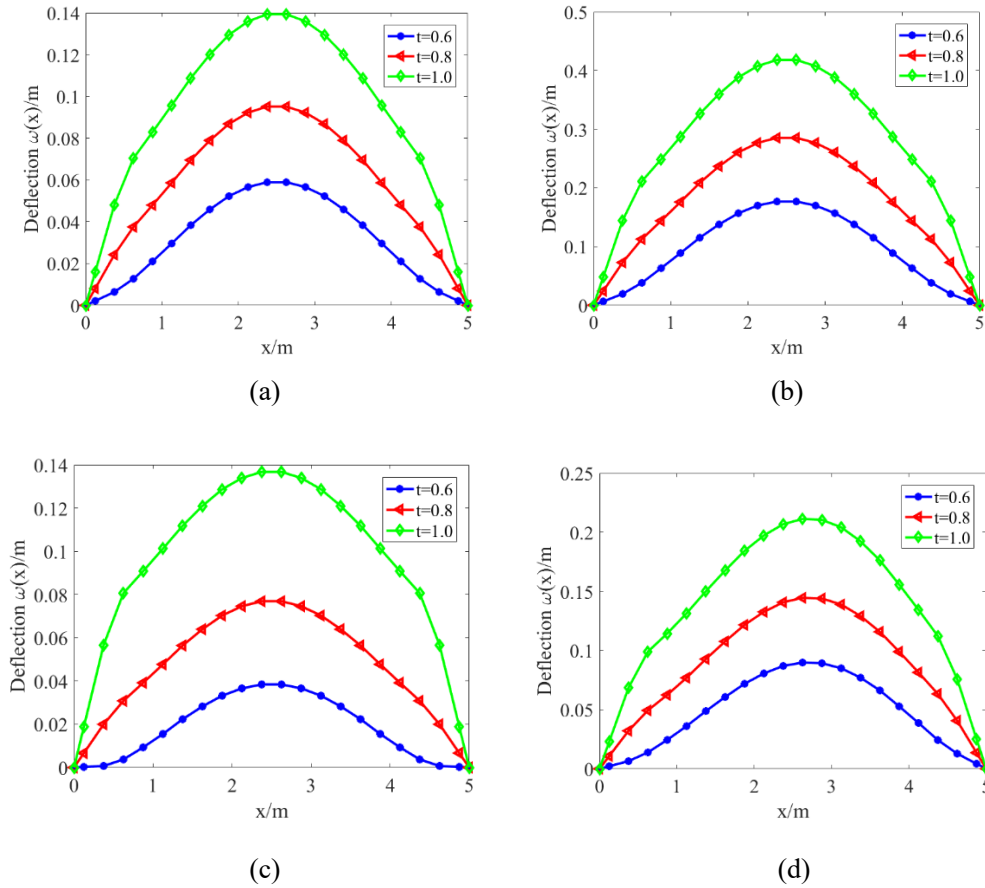 0.14
0.12
0.1
0.08
0.06
0.04
0.02
0
Deflection ω(x)/m
t=0.6
t=0.8
t=1.0
0 1 2 3 4 5
x/m
(a)
0.5
0.4
0.3
0.2
0.1
0
Deflection ω(x)/m
t=0.6
t=0.8
t=1.0
0 1 2 3 4 5
x/m
(b)
0.14
0.12
0.1
0.08
0.06
0.04
0.02
0
Deflection ω(x)/m
t=0.6
t=0.8
t=1.0
0 1 2 3 4 5
x/m
(c)
0.25
0.2
0.15
0.1
0.05
0
Deflection ω(x)/m
t=0.6
t=0.8
t=1.0
0 1 2 3 4 5
x/m
(d)